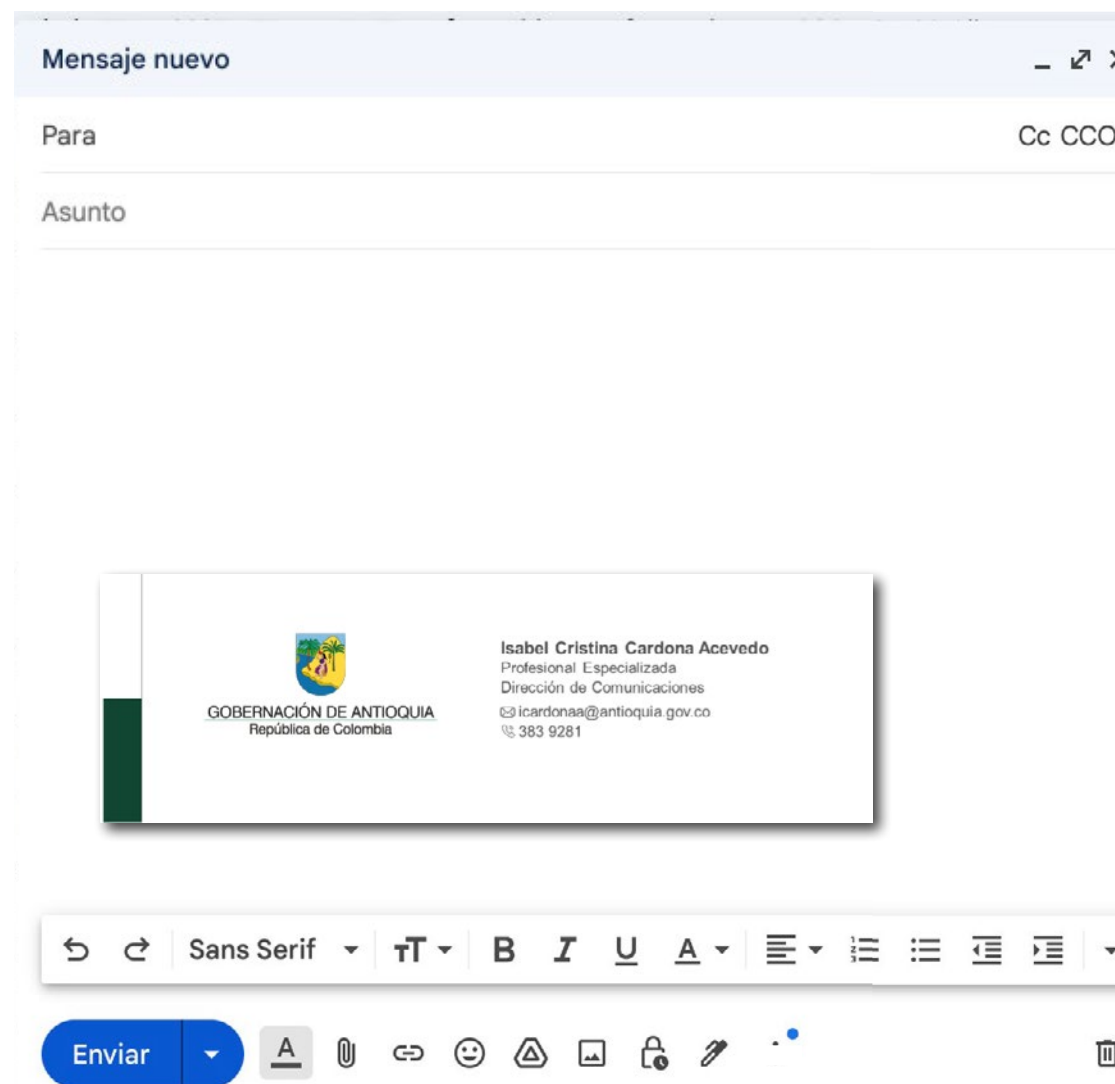 Mensaje nuevo
Para Cc CCO
Asunto
Isabel Cristina Cardona Acevedo
Profesional Especializada
Dirección de Comunicaciones
icardonaa@antioquia.gov.co
383 9281
GOBERNACIÓN DE ANTIOQUIA
República de Colombia
Sans Serif
Enviar